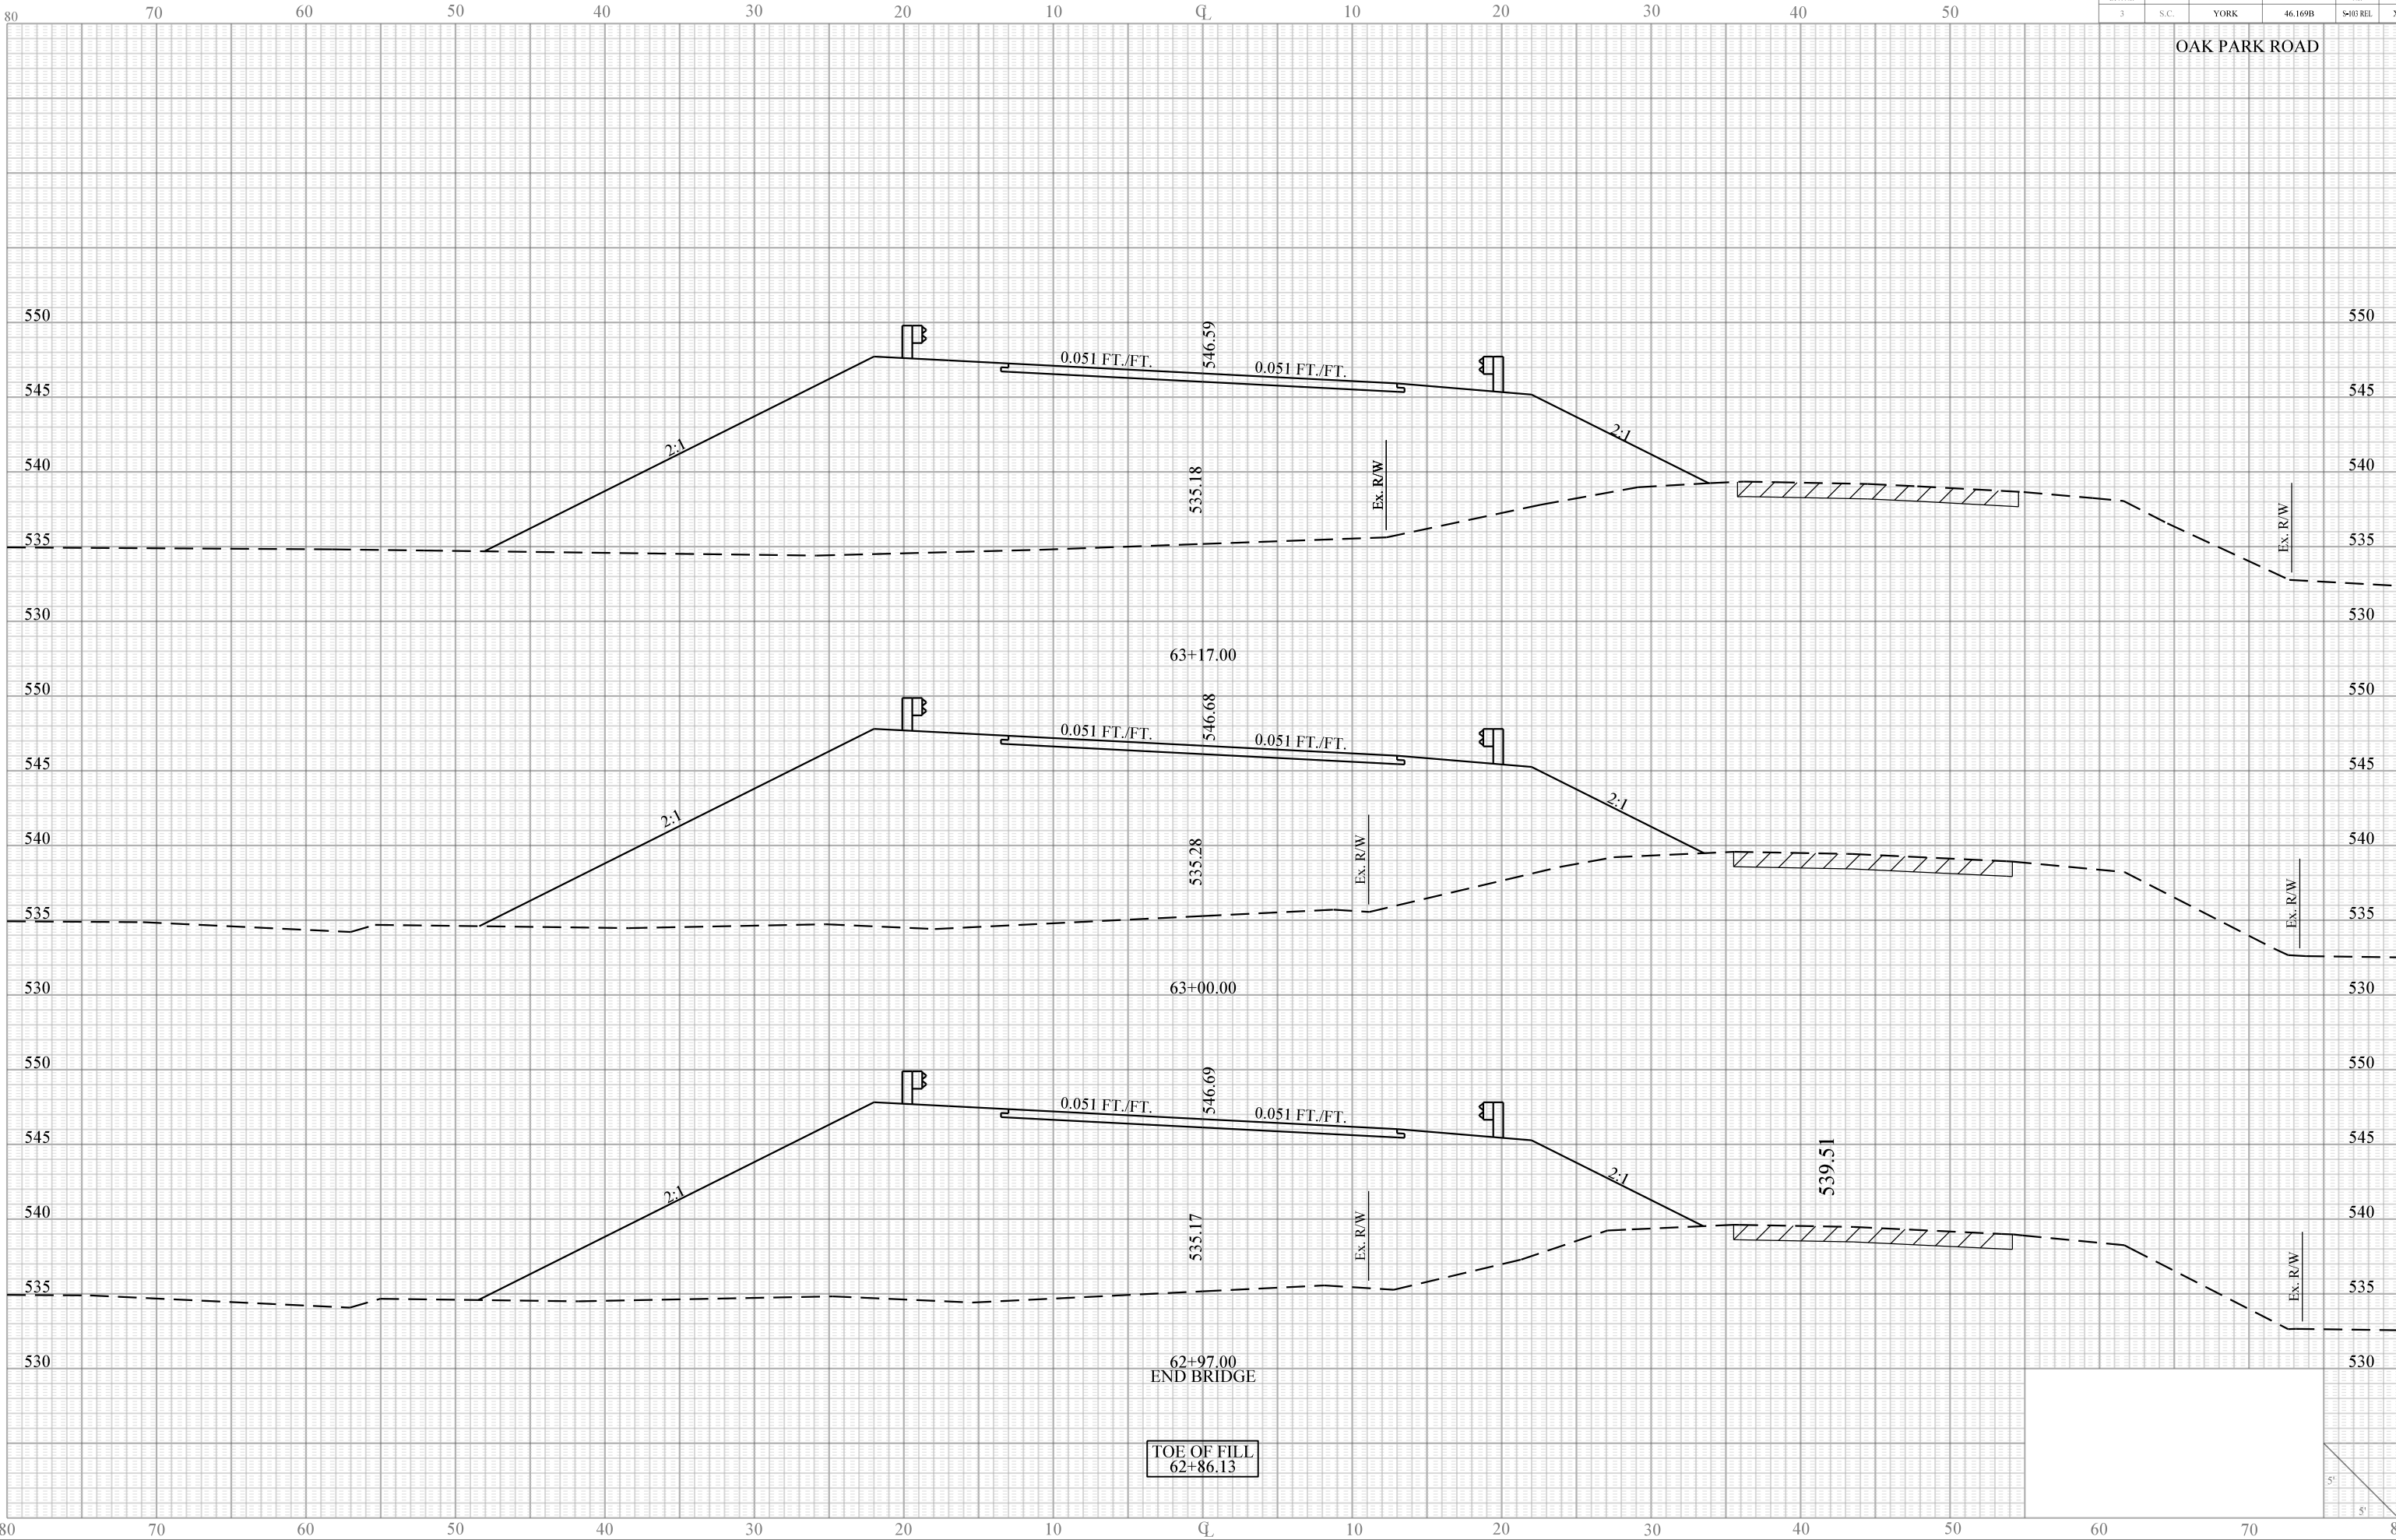 80 70 60 50 40 30 20 10 CL 10 20 30 40 50
3 S.C. YORK 46.169B S-103 REL
OAK PARK ROAD
550 546.59 550
0.051 FT./FT. 0.051 FT./FT.
545 545
2:1 2:1
540 535.18 Ex. R/W 540
Ex. R/W
535 535
530 530
63+17.00
550 546.68 550
0.051 FT./FT. 0.051 FT./FT.
545 545
2:1 2:1
540 535.28 Ex. R/W 540
Ex. R/W
535 535
530 63+00.00 530
550 546.69 550
0.051 FT./FT. 0.051 FT./FT.
545 539.51 545
2:1 2:1
540 535.17 Ex. R/W 540
Ex. R/W
535 535
530 62+97.00 530
END BRIDGE
TOE OF FILL
62+86.13
5'
5'
80 70 60 50 40 30 20 10 CL 10 20 30 40 50 60 70